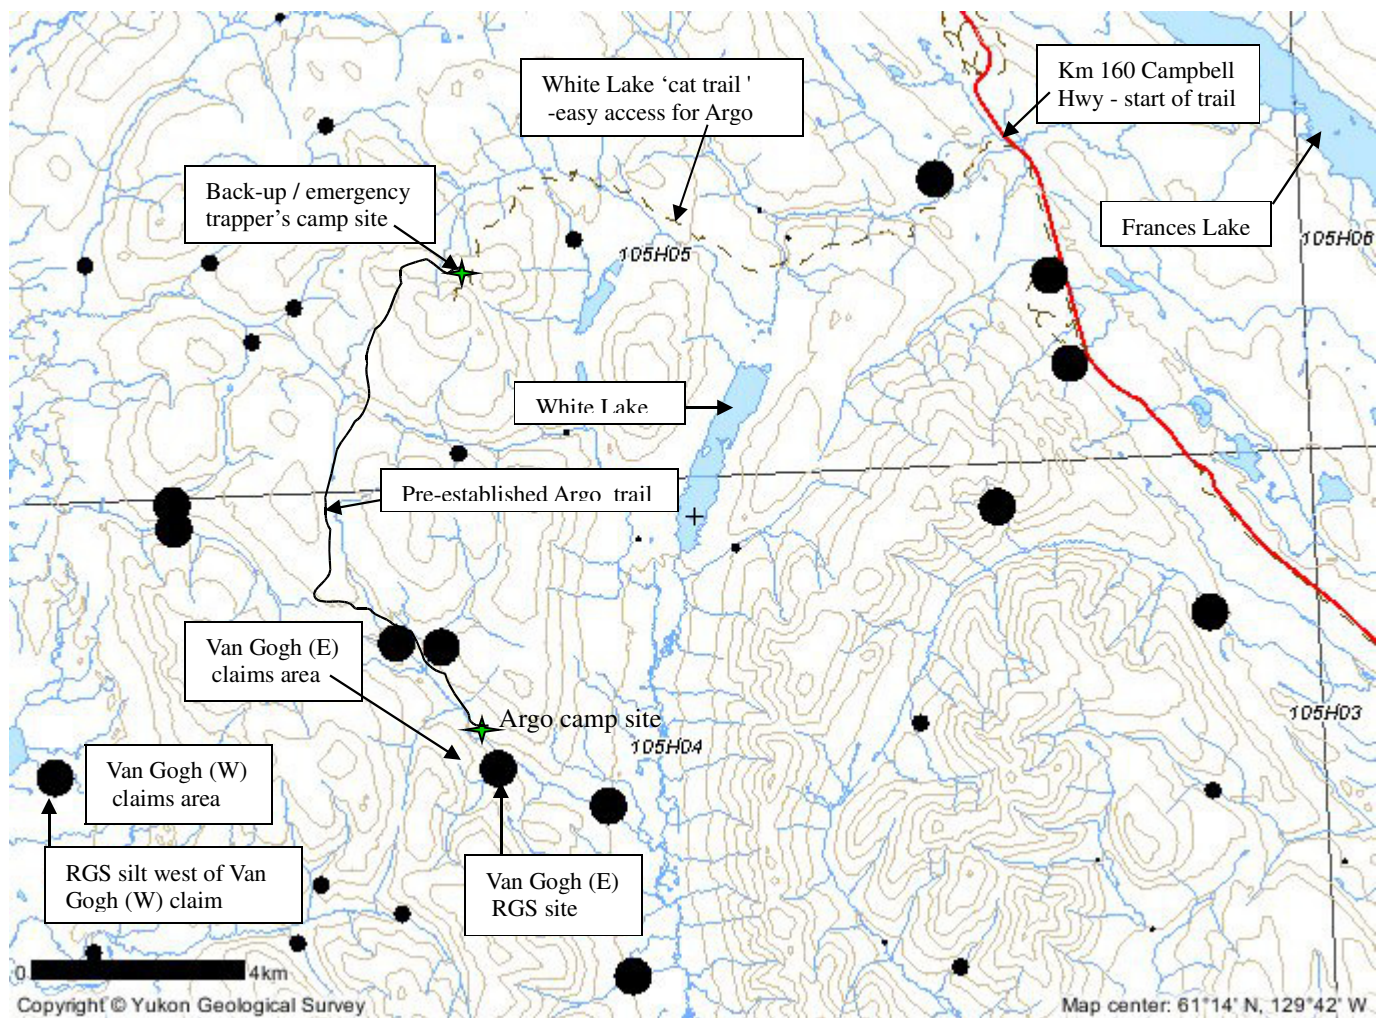 White Lake ‘cat trail '
-easy access for Argo
Km 160 Campbell
Hwy - start of trail
Back-up / emergency
trapper’s camp site
Frances Lake
105H06
105H05
White Lake
Pre-established Argo trail
Van Gogh (E)
claims area
Argo camp site
105H03
105H04
Van Gogh (W)
claims area
RGS silt west of Van
Gogh (W) claim
Van Gogh (E)
RGS site
0 4km
Copyright © Yukon Geological Survey
Map center: 61°14' N, 129°42' W